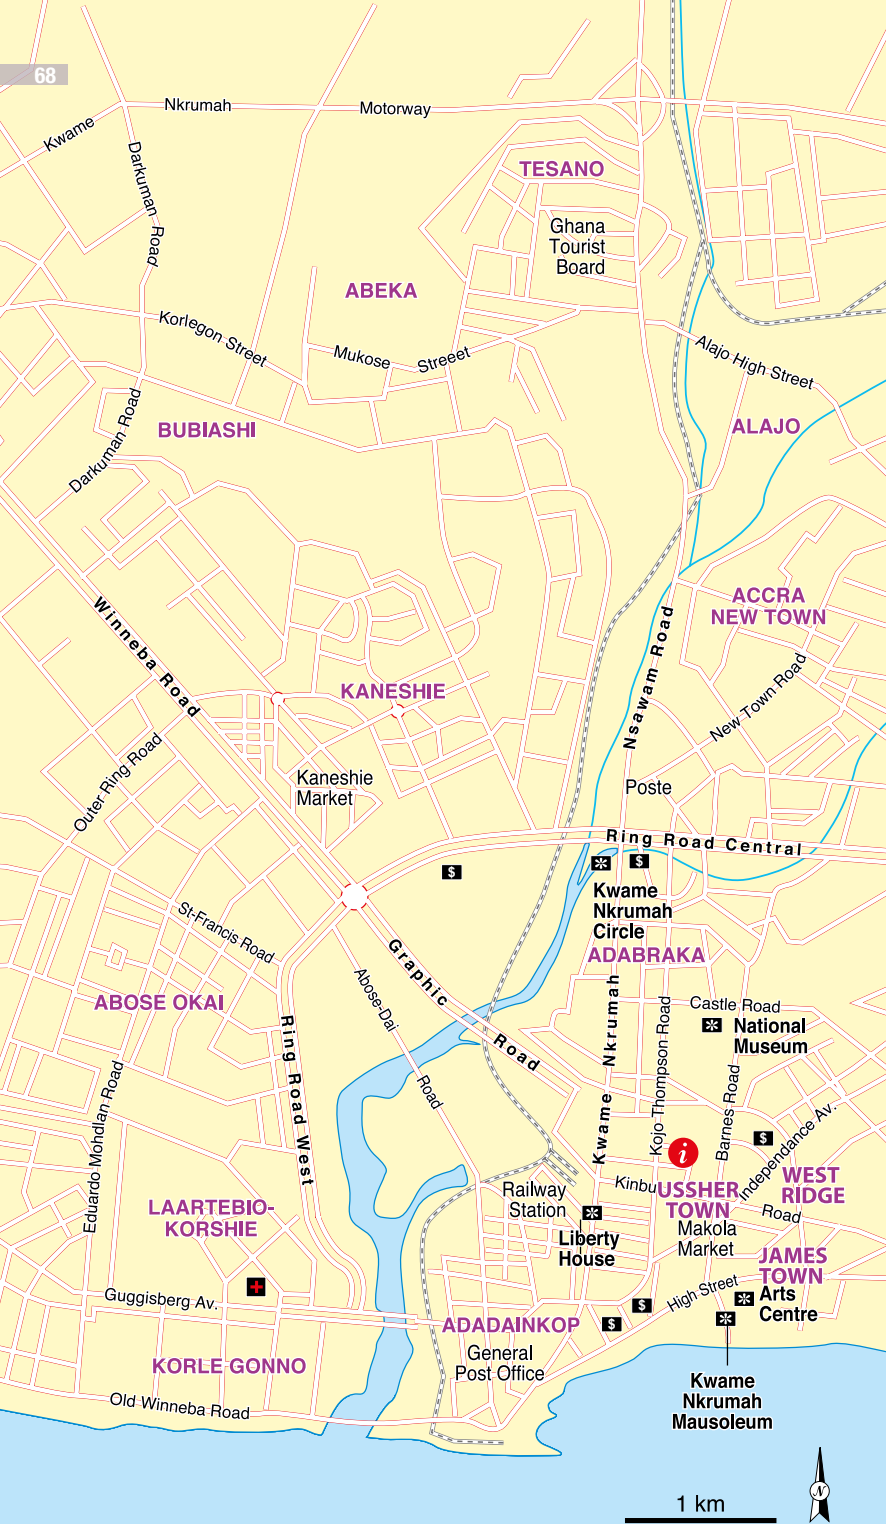 68
Kwame
Nkrumah
Motorway
Darkuman
Road
TESANO
Ghana
Tourist
Board
ABEKA
Korlegon Street
Mukose
Streeet
Alajo High Street
Darkuman Road
BUBIASHI
ALAJO
Winneba Road
ACCRA
NEW TOWN
Nsawam Road
New Town Road
KANESHIE
Outer Ring Road
Kaneshie
Market
Poste
Ring Road Central
$
$
Kwame
Nkrumah
Circle
ADABRAKA
St-Francis Road
Graphic
Road
Abose-Dai
Road
ABOSE OKAI
Ring Road West
Kwame Nkrumah
Kojo Thompson Road
Castle Road
National
Museum
Barnes Road
Independance Av.
$
i
Eduardo Mohdlan Road
Kinbu
Road
USSHER
TOWN
WEST
RIDGE
Railway
Station
Liberty
House
Makola
Market
LAARTEBIO-
KORSHIE
JAMES
TOWN
Guggisberg Av.
High Street
Arts
Centre
$
$
ADADAINKOP
General
Post Office
KORLE GONNO
Old Winneba Road
Kwame
Nkrumah
Mausoleum
1 km
N